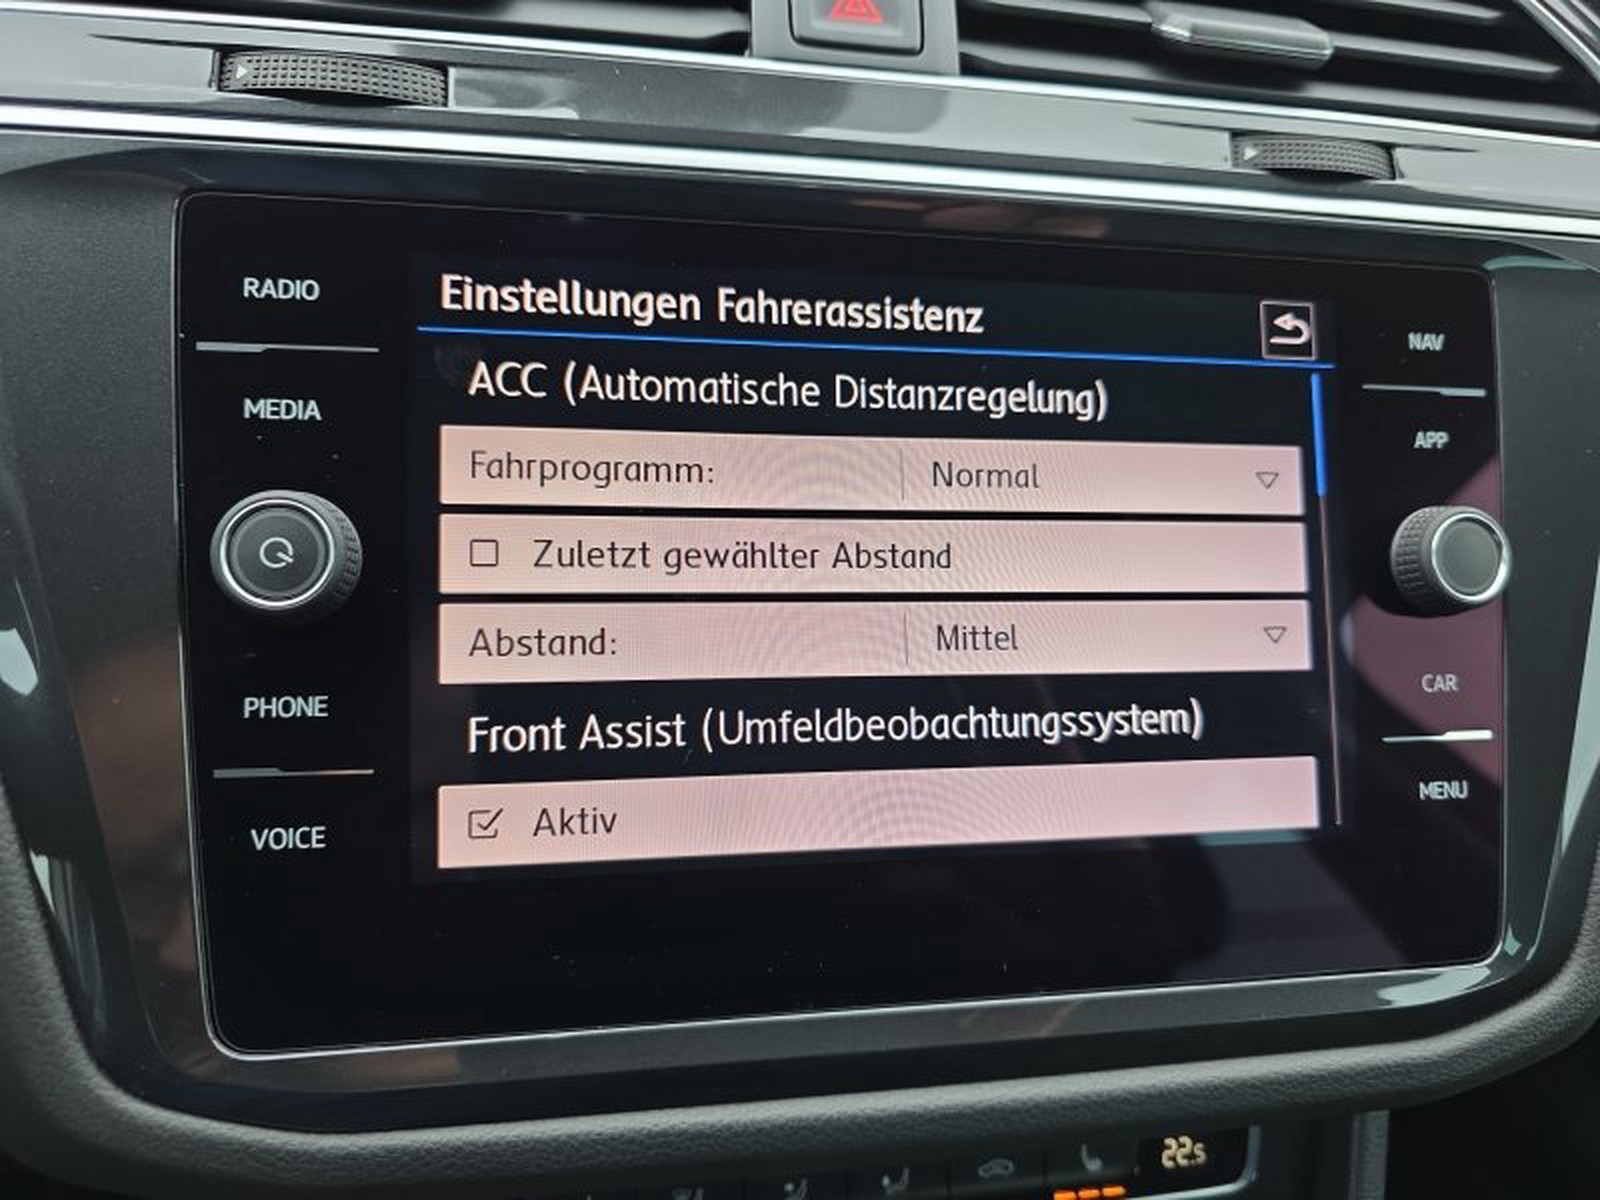 RADIO
MEDIA
PHONE
VOICE
Einstellungen Fahrerassistenz
ACC (Automatische Distanzregelung)
Fahrprogramm: Normal
Zuletzt gewählter Abstand
Abstand: Mittel
Front Assist (Umfeldbeobachtungssystem)
Aktiv
NAV
APP
CAR
MENU
22.5